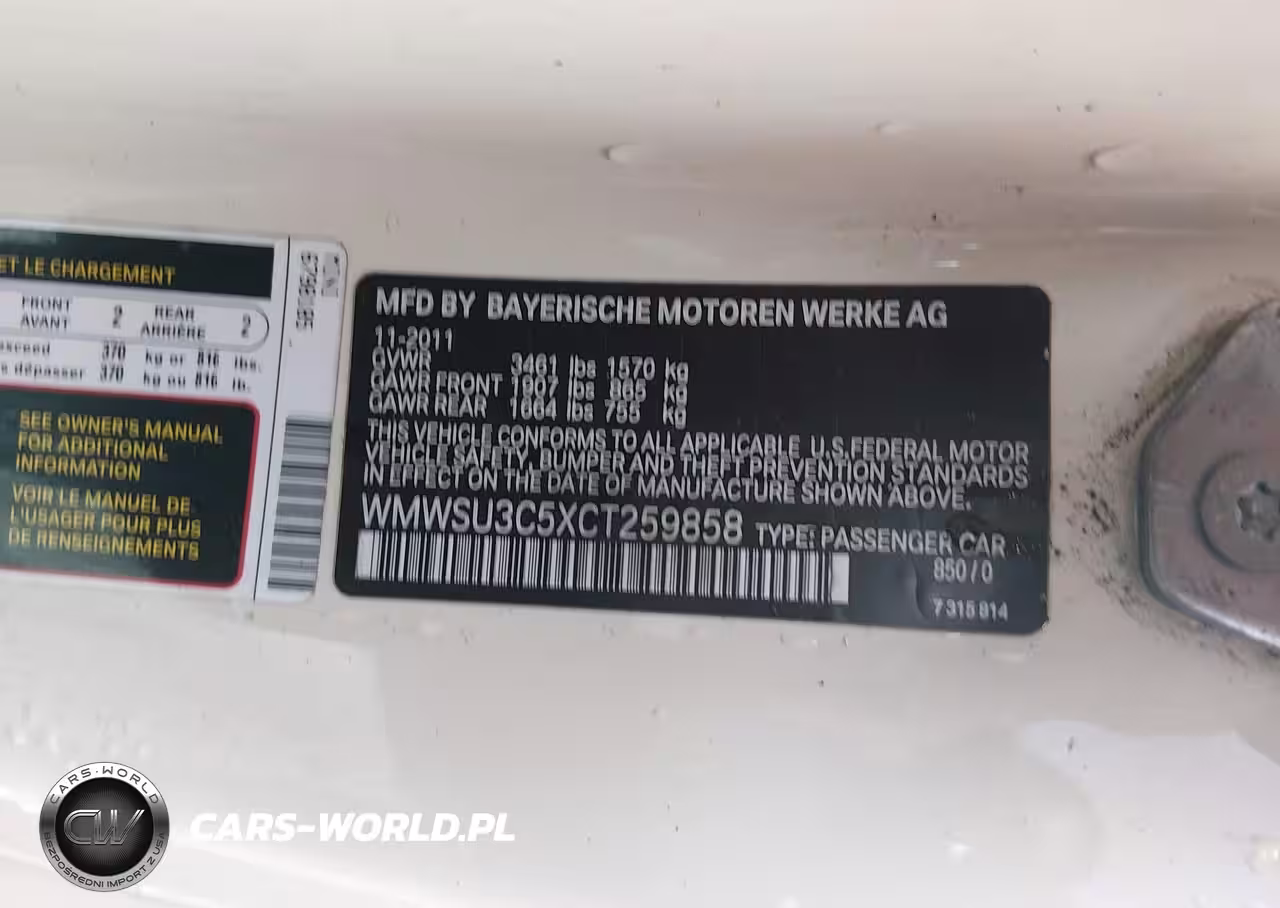 ET LE CHARGEMENT
FRONT AVANT 2 REAR ARRIÈRE 2
exceed 370 kg or 816 lbs.
s dépasser 370 kg ou 816 lb.
SEE OWNER'S MANUAL
FOR ADDITIONAL
INFORMATION
VOIR LE MANUEL DE
L'USAGER POUR PLUS
DE RENSEIGNEMENTS
MFD BY BAYERISCHE MOTOREN WERKE AG
11-2011
GVWR 3461 lbs 1570 kg
GAWR FRONT 1907 lbs 865 kg
GAWR REAR 1664 lbs 755 kg
THIS VEHICLE CONFORMS TO ALL APPLICABLE U.S.FEDERAL MOTOR
VEHICLE SAFETY, BUMPER AND THEFT PREVENTION STANDARDS
IN EFFECT ON THE DATE OF MANUFACTURE SHOWN ABOVE.
WMWSU3C5XCT259858 TYPE: PASSENGER CAR
850/0
7 315 814
CARS-WORLD
CW
BEZPOŚREDNI IMPORT Z USA
CARS-WORLD.PL